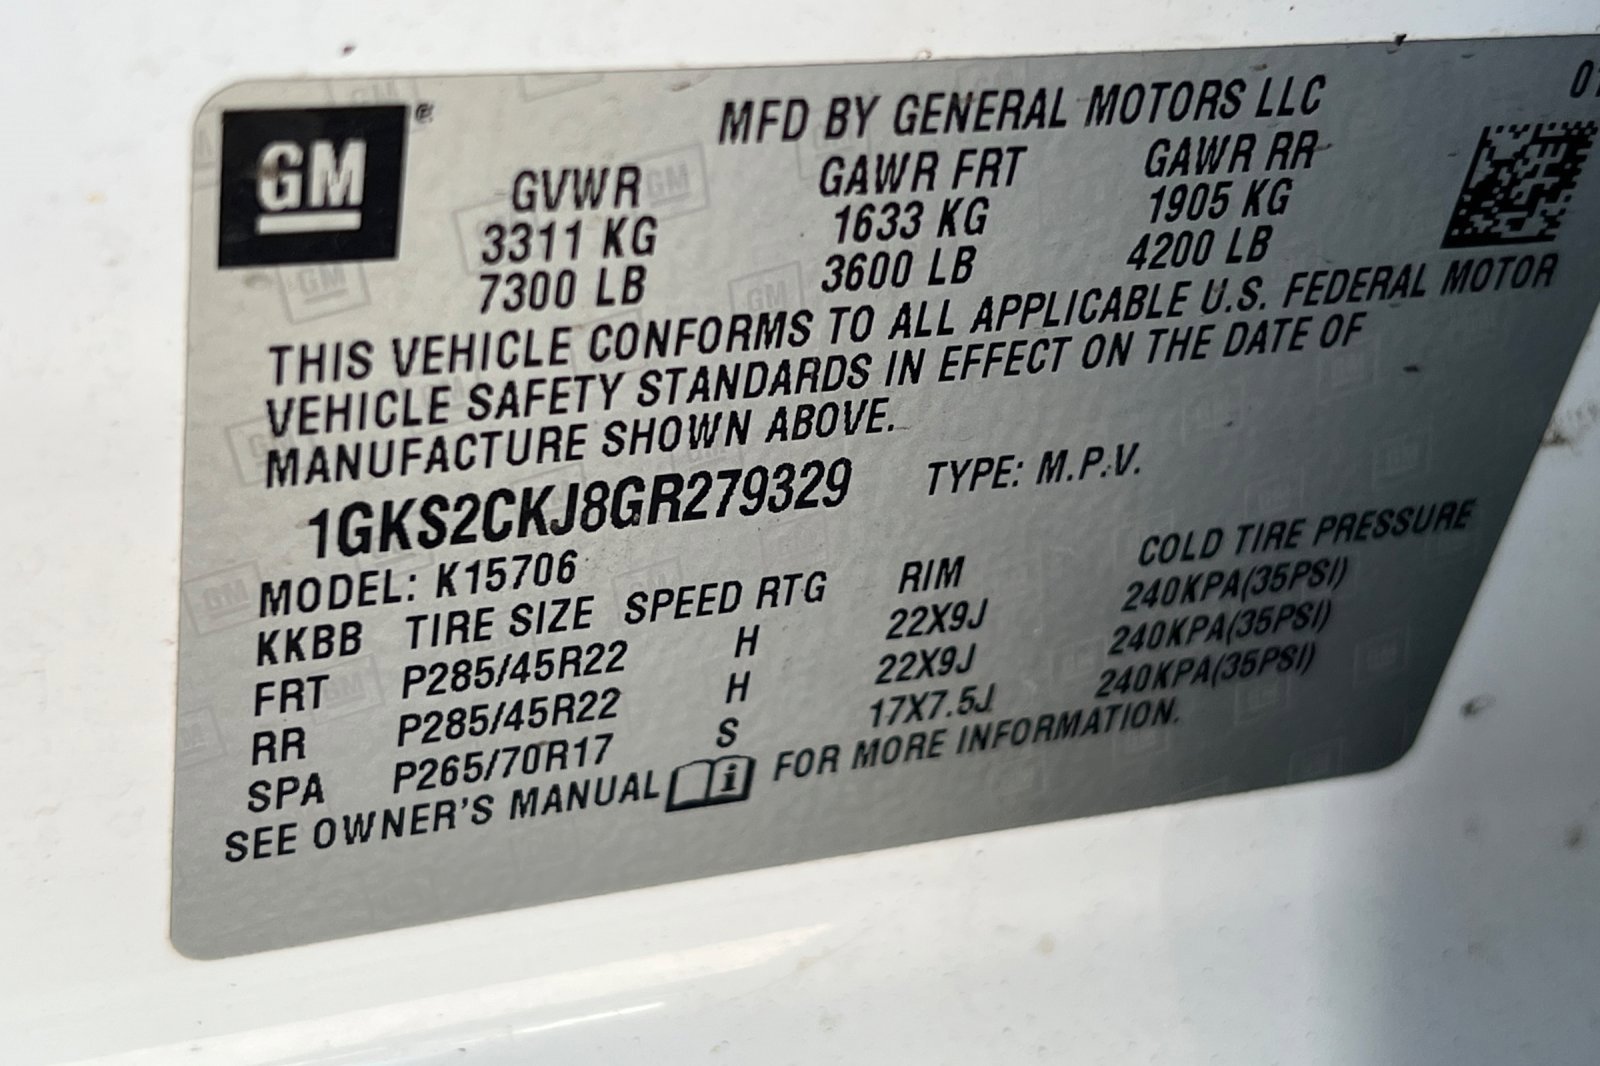 GM
MFD BY GENERAL MOTORS LLC
GVWR GAWR FRT GAWR RR
3311 KG 1633 KG 1905 KG
7300 LB 3600 LB 4200 LB
THIS VEHICLE CONFORMS TO ALL APPLICABLE U.S. FEDERAL MOTOR
VEHICLE SAFETY STANDARDS IN EFFECT ON THE DATE OF
MANUFACTURE SHOWN ABOVE.
1GKS2CKJ8GR279329 TYPE: M.P.V.
MODEL: K15706
KKBB TIRE SIZE SPEED RTG RIM COLD TIRE PRESSURE
FRT P285/45R22 H 22X9J 240KPA(35PSI)
RR P285/45R22 H 22X9J 240KPA(35PSI)
SPA P265/70R17 S 17X7.5J 240KPA(35PSI)
SEE OWNER'S MANUAL i FOR MORE INFORMATION.